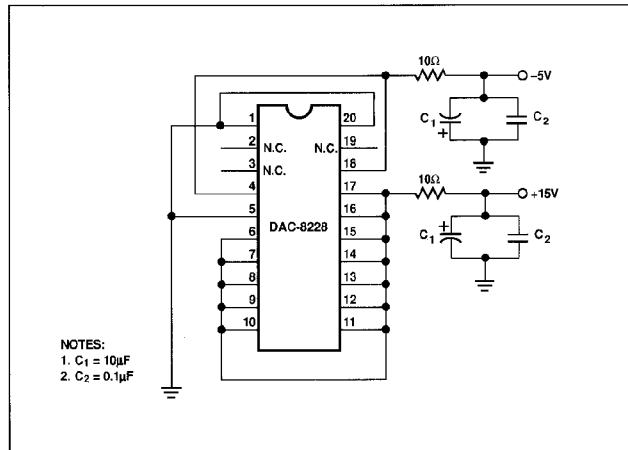 10Ω
−5V
C1
+
C2
1
20
2
N.C.
N.C.
19
3
N.C.
18
4
17
10Ω
+15V
5
16
DAC-8228
6
15
+
C1
C2
7
14
8
13
9
12
10
11
NOTES:
1. C1 = 10μF
2. C2 = 0.1μF